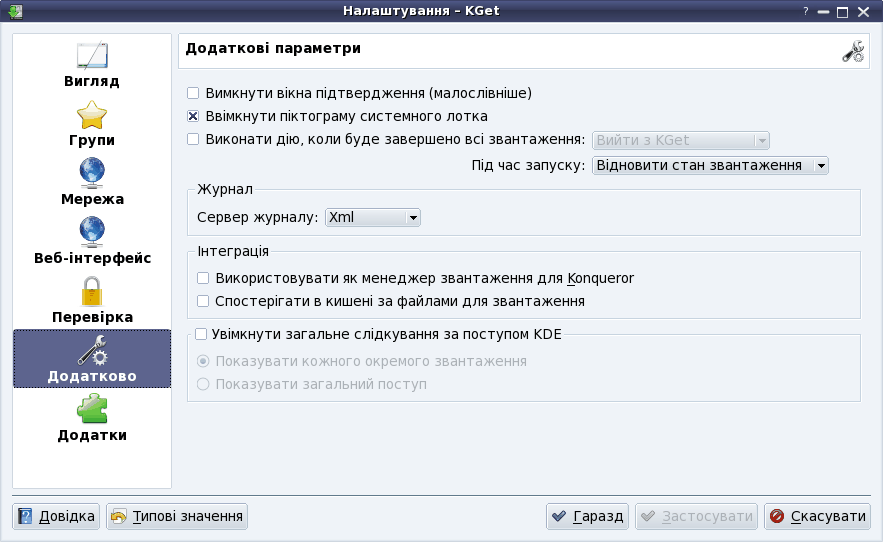 Налаштування – KGet
?
Вигляд
Групи
Мережа
Веб-інтерфейс
Перевірка
Додатково
Додатки
Додаткові параметри
Вимкнути вікна підтвердження (малослівніше)
Ввімкнути піктограму системного лотка
Виконати дію, коли буде завершено всі звантаження: Вийти з KGet
Під час запуску: Відновити стан звантаження
Журнал
Сервер журналу: Xml
Інтеграція
Використовувати як менеджер звантаження для Konqueror
Спостерігати в кишені за файлами для звантаження
Увімкнути загальне слідкування за поступом KDE
Показувати кожного окремого звантаження
Показувати загальний поступ
Довідка Типові значення Гаразд Застосувати Скасувати